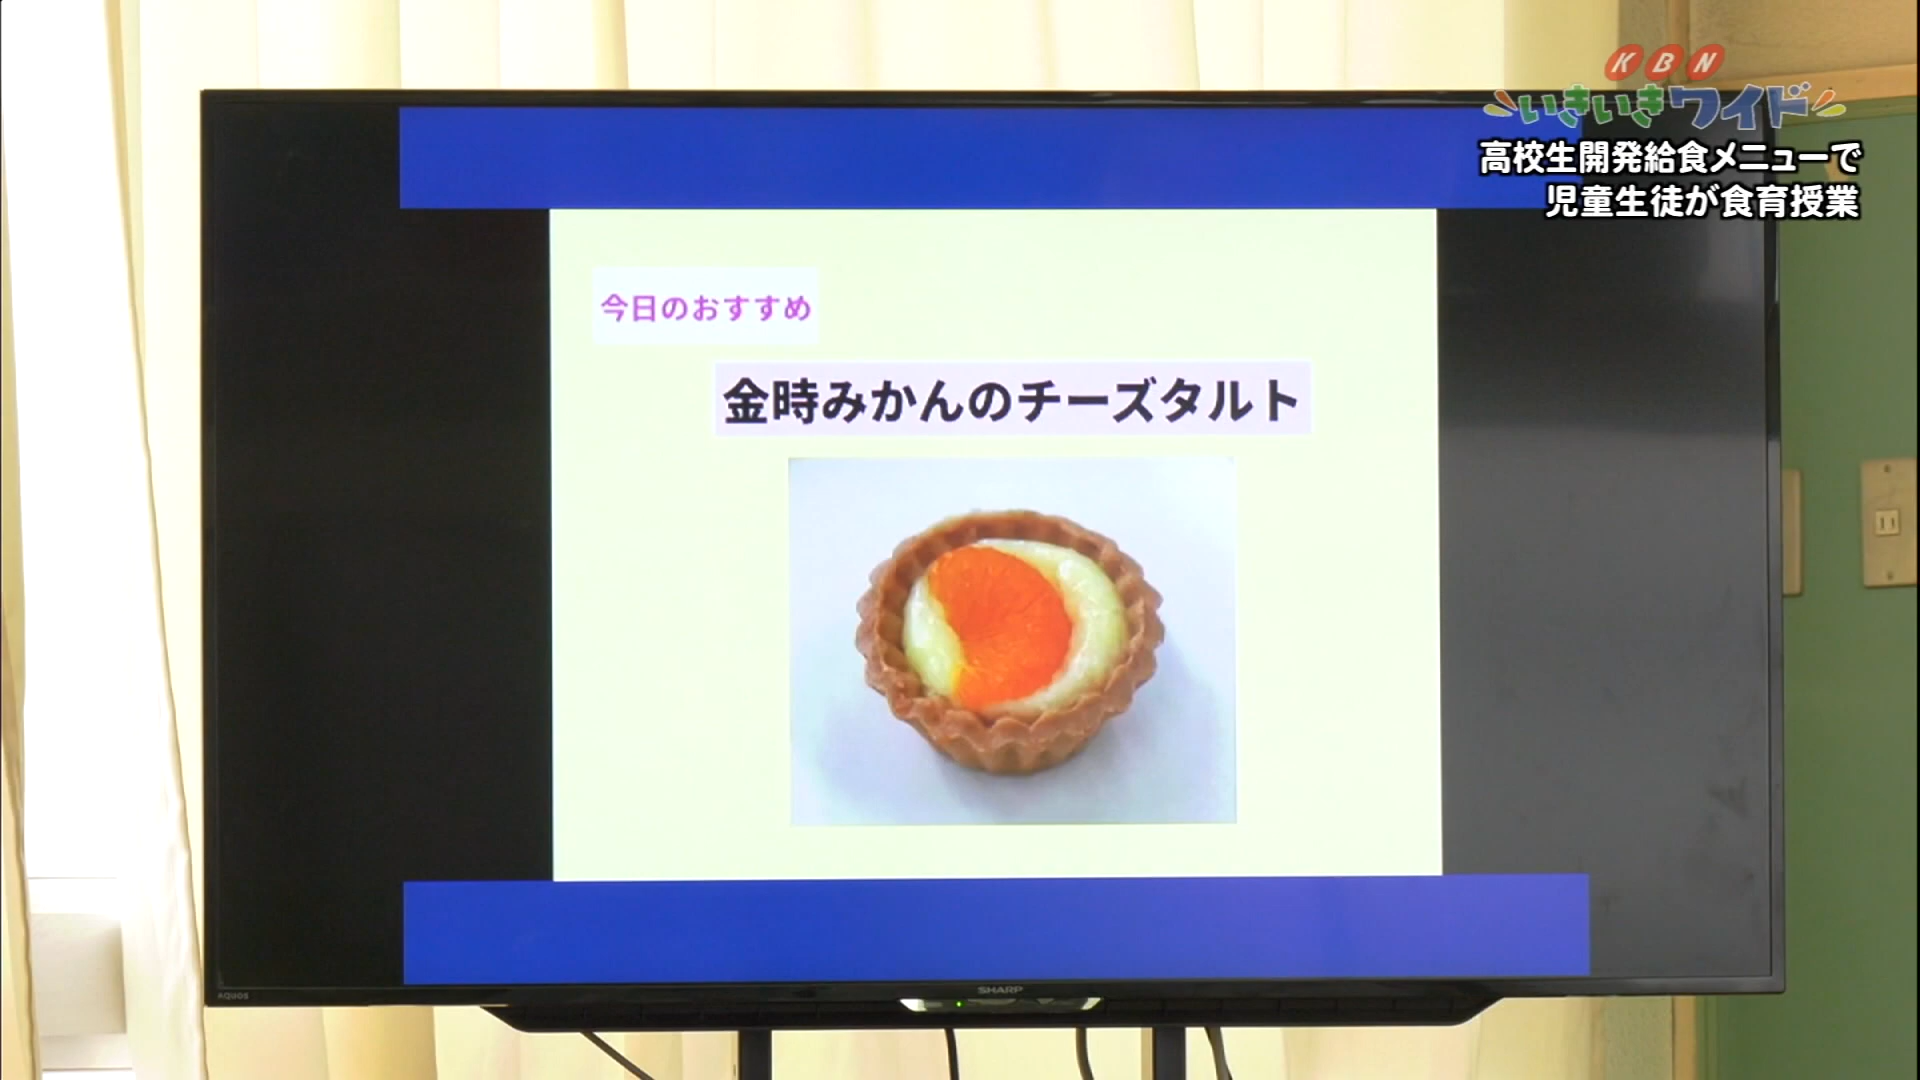 KBN
いきいきワイド
高校生開発給食メニューで
児童生徒が食育授業
今日のおすすめ
金時みかんのチーズタルト
AQUOS
SHARP